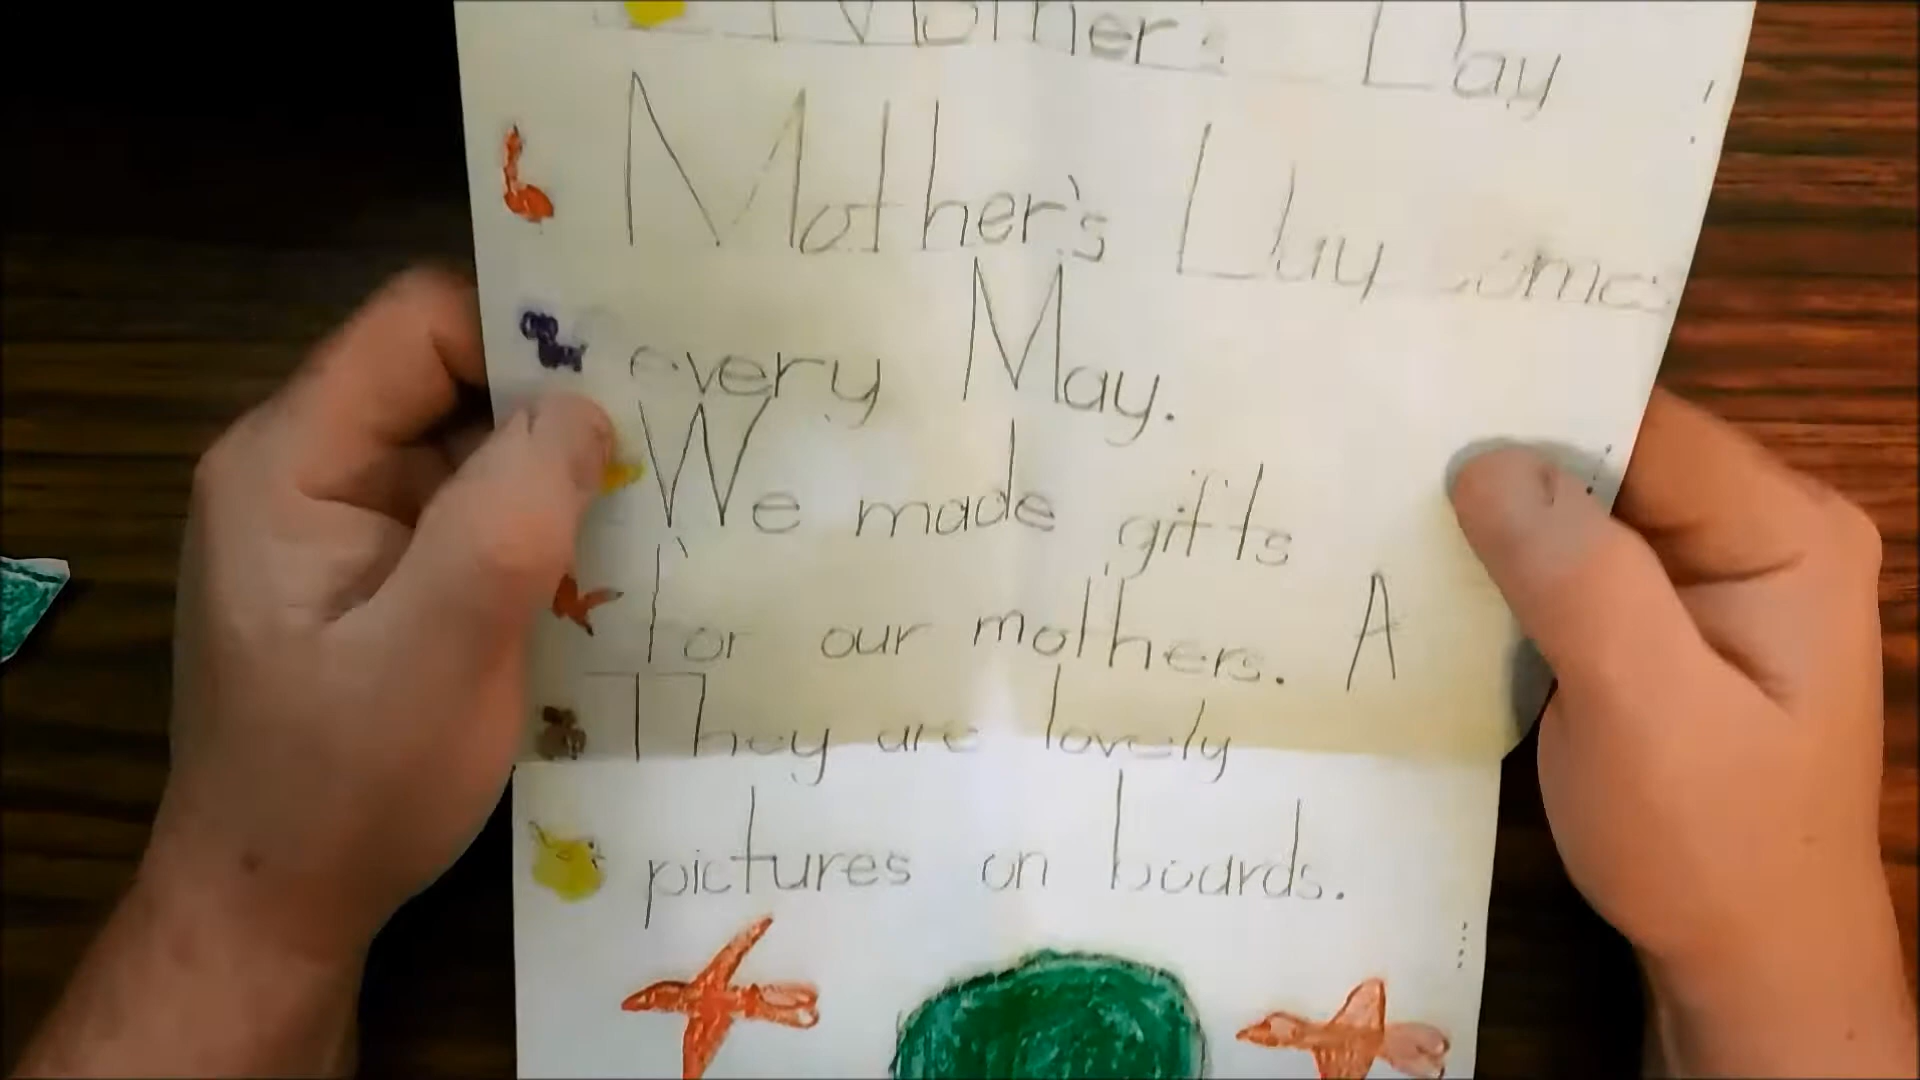 Mother's Day
Mother's Day comes
every May.
We made gifts
for our mothers. A
They are lovely
pictures on boards.